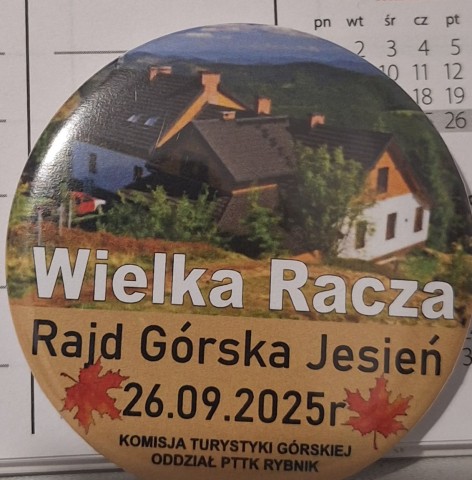 pn wt śr cz pt
2 3 4 5
10 11 12
18 19
26
Wielka Racza
Rajd Górska Jesień
26.09.2025r
KOMISJA TURYSTYKI GÓRSKIEJ
ODDZIAŁ PTTK RYBNIK